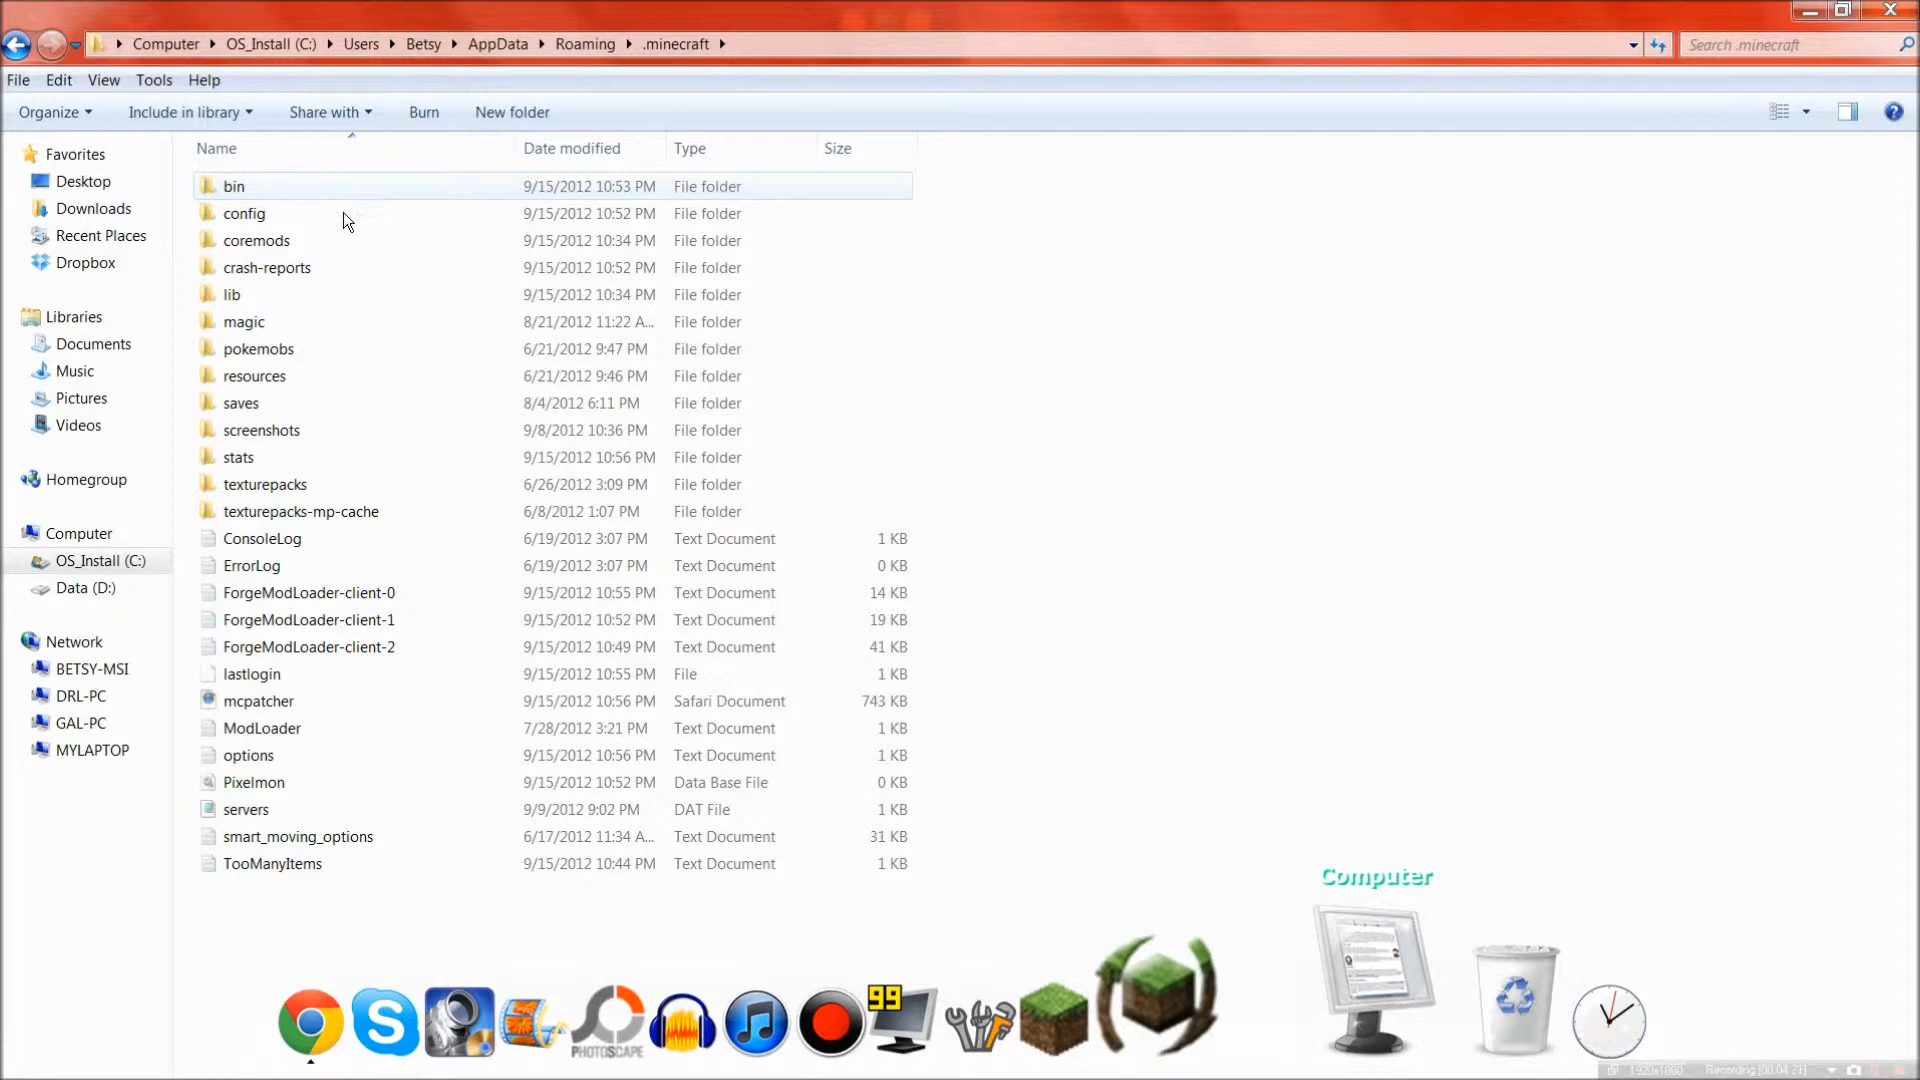 Computer OS_Install (C:) Users Betsy AppData Roaming .minecraft Search .minecraft
File Edit View Tools Help
Organize Include in library Share with Burn New folder
Name Date modified Type Size
Favorites
Desktop
Downloads
Recent Places
Dropbox
Libraries
Documents
Music
Pictures
Videos
Homegroup
Computer
OS_Install (C:)
Data (D:)
Network
BETSY-MSI
DRL-PC
GAL-PC
MYLAPTOP
bin 9/15/2012 10:53 PM File folder
config 9/15/2012 10:52 PM File folder
coremods 9/15/2012 10:34 PM File folder
crash-reports 9/15/2012 10:52 PM File folder
lib 9/15/2012 10:34 PM File folder
magic 8/21/2012 11:22 A... File folder
pokemobs 6/21/2012 9:47 PM File folder
resources 6/21/2012 9:46 PM File folder
saves 8/4/2012 6:11 PM File folder
screenshots 9/8/2012 10:36 PM File folder
stats 9/15/2012 10:56 PM File folder
texturepacks 6/26/2012 3:09 PM File folder
texturepacks-mp-cache 6/8/2012 1:07 PM File folder
ConsoleLog 6/19/2012 3:07 PM Text Document 1 KB
ErrorLog 6/19/2012 3:07 PM Text Document 0 KB
ForgeModLoader-client-0 9/15/2012 10:55 PM Text Document 14 KB
ForgeModLoader-client-1 9/15/2012 10:52 PM Text Document 19 KB
ForgeModLoader-client-2 9/15/2012 10:49 PM Text Document 41 KB
lastlogin 9/15/2012 10:55 PM File 1 KB
mcpatcher 9/15/2012 10:56 PM Safari Document 743 KB
ModLoader 7/28/2012 3:21 PM Text Document 1 KB
options 9/15/2012 10:56 PM Text Document 1 KB
Pixelmon 9/15/2012 10:52 PM Data Base File 0 KB
servers 9/9/2012 9:02 PM DAT File 1 KB
smart_moving_options 6/17/2012 11:34 A... Text Document 31 KB
TooManyItems 9/15/2012 10:44 PM Text Document 1 KB
Computer
99
PHOTOSCAPE
1920x1080 Recording [00:04:21]